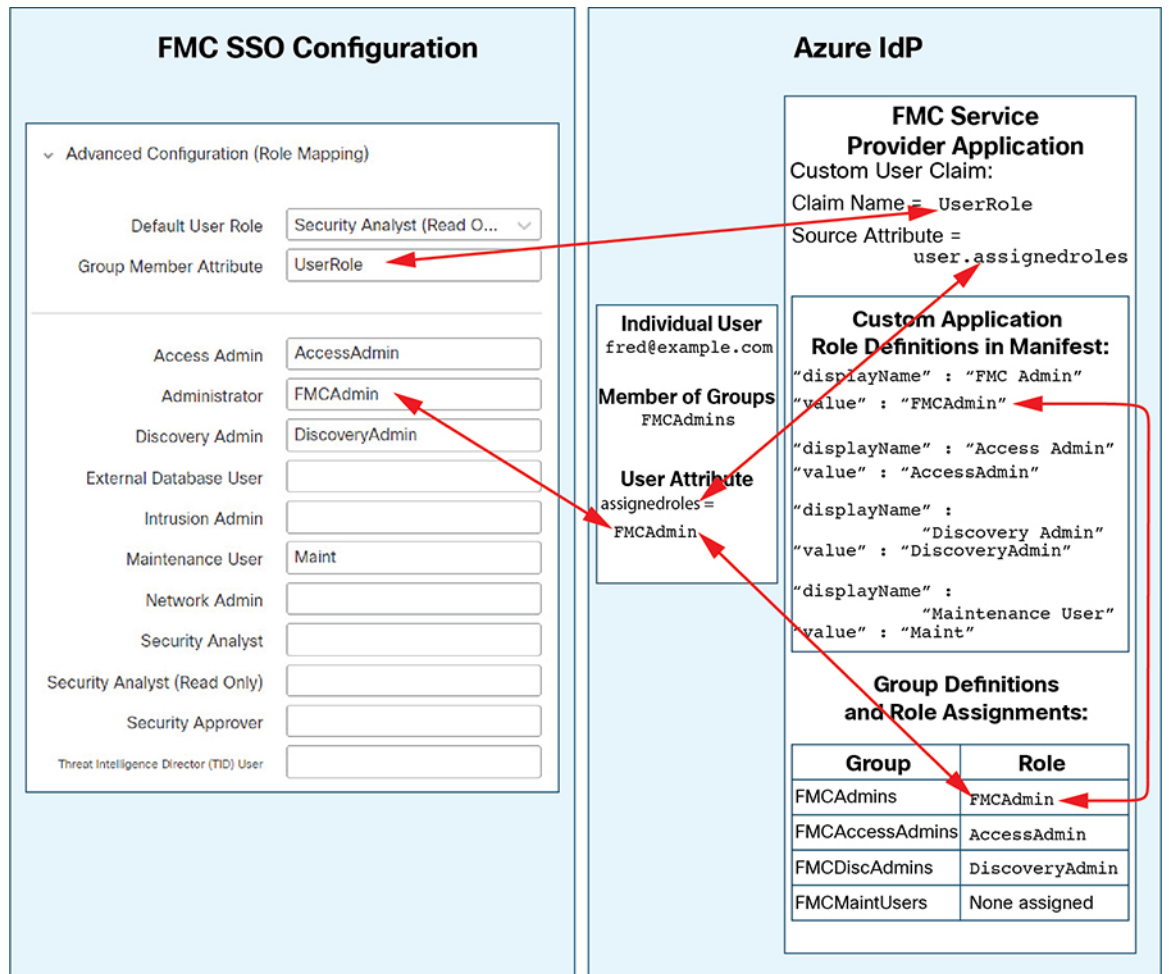 FMC SSO Configuration
Advanced Configuration (Role Mapping)
Default User Role Security Analyst (Read O...
Group Member Attribute UserRole
Access Admin AccessAdmin
Administrator FMCAdmin
Discovery Admin DiscoveryAdmin
External Database User
Intrusion Admin
Maintenance User Maint
Network Admin
Security Analyst
Security Analyst (Read Only)
Security Approver
Threat Intelligence Director (TID) User
Azure IdP
Individual User
fred@example.com
Member of Groups
FMCAdmins
User Attribute
assignedroles =
FMCAdmin
FMC Service
Provider Application
Custom User Claim:
Claim Name = UserRole
Source Attribute =
user.assignedroles
Custom Application
Role Definitions in Manifest:
“displayName” : “FMC Admin”
“value” : “FMCAdmin”
“displayName” : “Access Admin”
“value” : “AccessAdmin”
“displayName” :
“Discovery Admin”
“value” : “DiscoveryAdmin”
“displayName” :
“Maintenance User”
“value” : “Maint”
Group Definitions
and Role Assignments:
Group Role
FMCAdmins FMCAdmin
FMCAccessAdmins AccessAdmin
FMCDiscAdmins DiscoveryAdmin
FMCMaintUsers None assigned